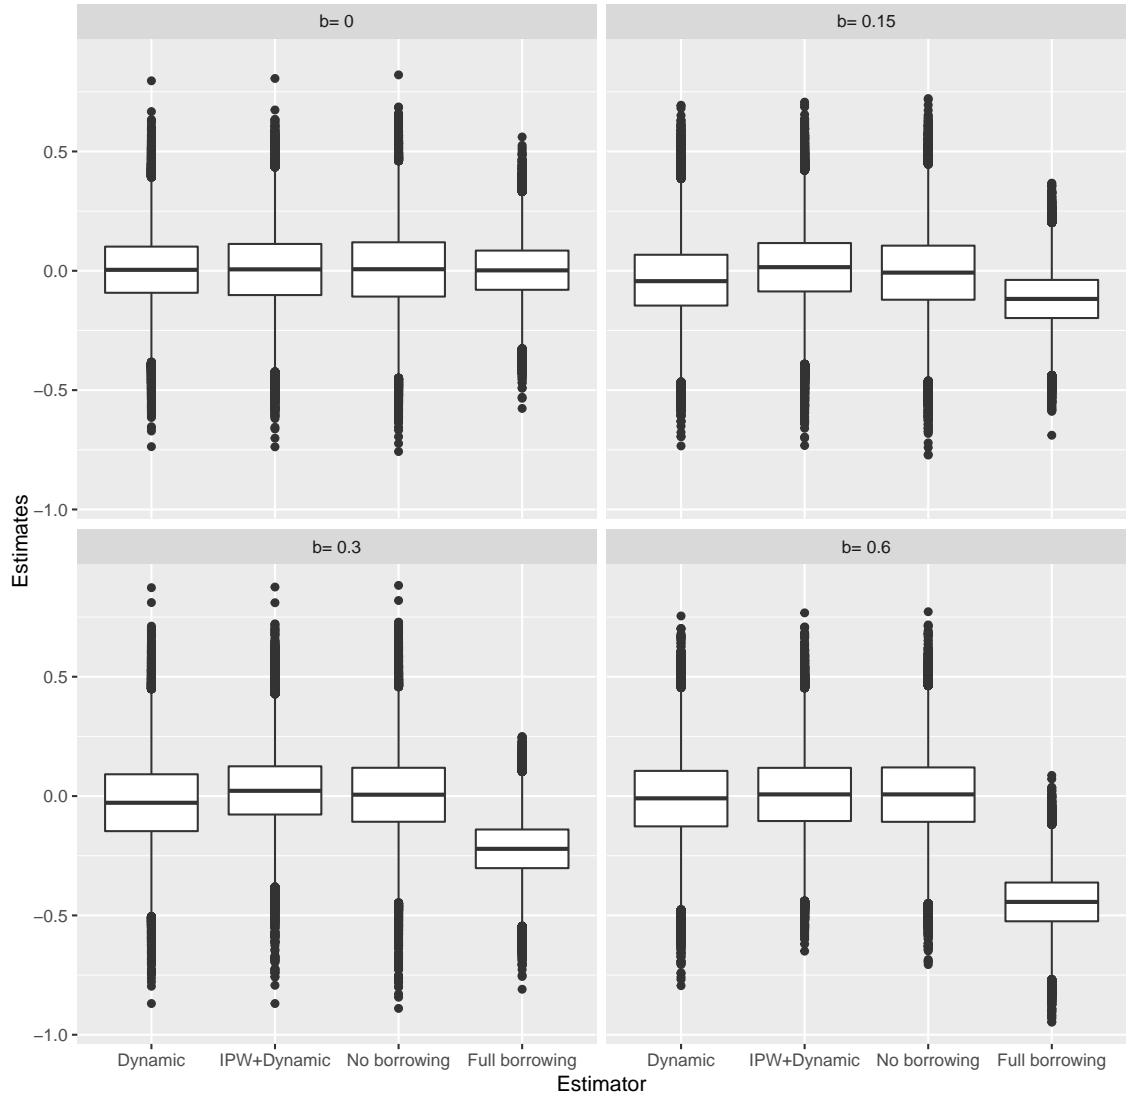 b= 0
b= 0.15
0.5
0.0
−0.5
−1.0
b= 0.3
b= 0.6
0.5
0.0
−0.5
−1.0
Estimates
Dynamic IPW+Dynamic No borrowing Full borrowing
Dynamic IPW+Dynamic No borrowing Full borrowing
Estimator